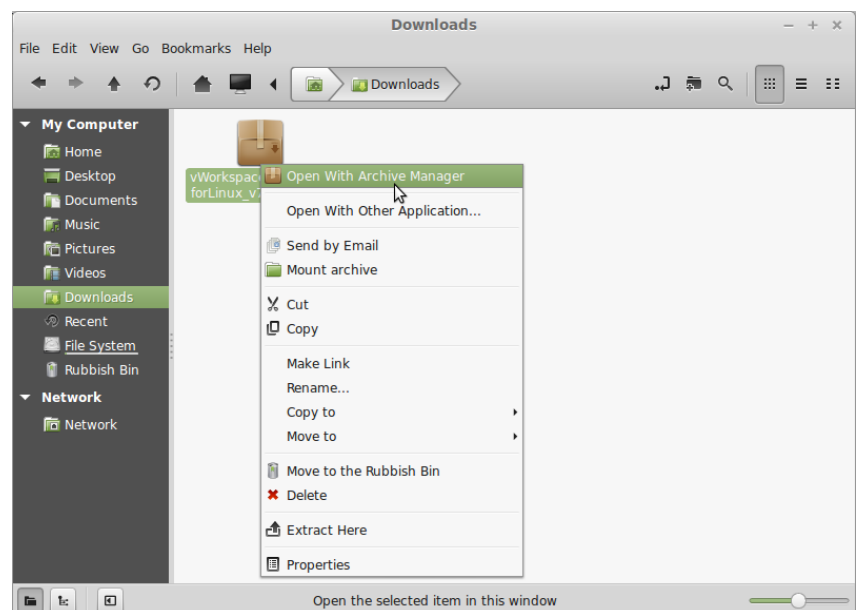 Downloads
File Edit View Go Bookmarks Help
Downloads
My Computer
Home
Desktop
Documents
Music
Pictures
Videos
Downloads
Recent
File System
Rubbish Bin
Network
Network
vWorkspac
forLinux_v
Open With Archive Manager
Open With Other Application...
Send by Email
Mount archive
Cut
Copy
Make Link
Rename...
Copy to
Move to
Move to the Rubbish Bin
Delete
Extract Here
Properties
Open the selected item in this window